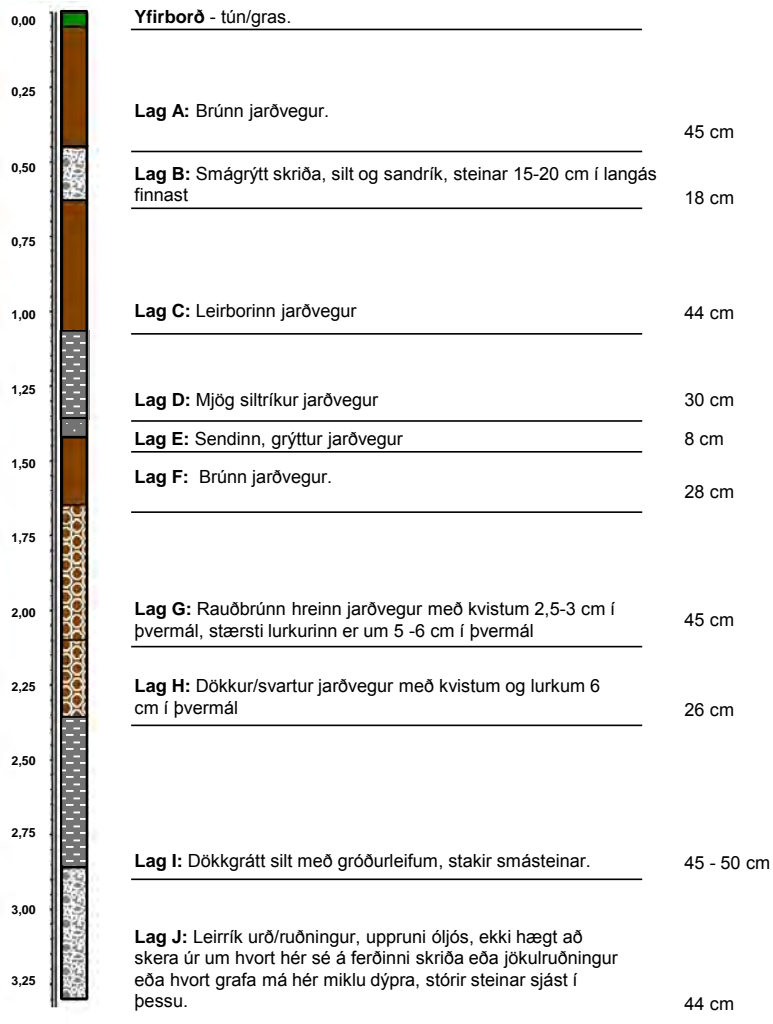 0,00
Yfirborð - tún/gras.
0,25
Lag A: Brúnn jarðvegur.
45 cm
0,50
Lag B: Smágrýtt skriða, silt og sandrík, steinar 15-20 cm í langás
finnast
18 cm
0,75
1,00
Lag C: Leirborinn jarðvegur
44 cm
1,25
Lag D: Mjög siltríkur jarðvegur
30 cm
Lag E: Sendinn, grýttur jarðvegur
8 cm
1,50
Lag F: Brúnn jarðvegur.
28 cm
1,75
2,00
Lag G: Rauðbrúnn hreinn jarðvegur með kvistum 2,5-3 cm í
þvermál, stærsti lurkurinn er um 5 -6 cm í þvermál
45 cm
2,25
Lag H: Dökkur/svartur jarðvegur með kvistum og lurkum 6
cm í þvermál
26 cm
2,50
2,75
Lag I: Dökkgrátt silt með gróðurleifum, stakir smásteinar.
45 - 50 cm
3,00
Lag J: Leirrík urð/ruðningur, uppruni óljós, ekki hægt að
skera úr um hvort hér sé á ferðinni skriða eða jökulruðningur
3,25
eða hvort grafa má hér miklu dýpra, stórir steinar sjást í
þessu.
44 cm